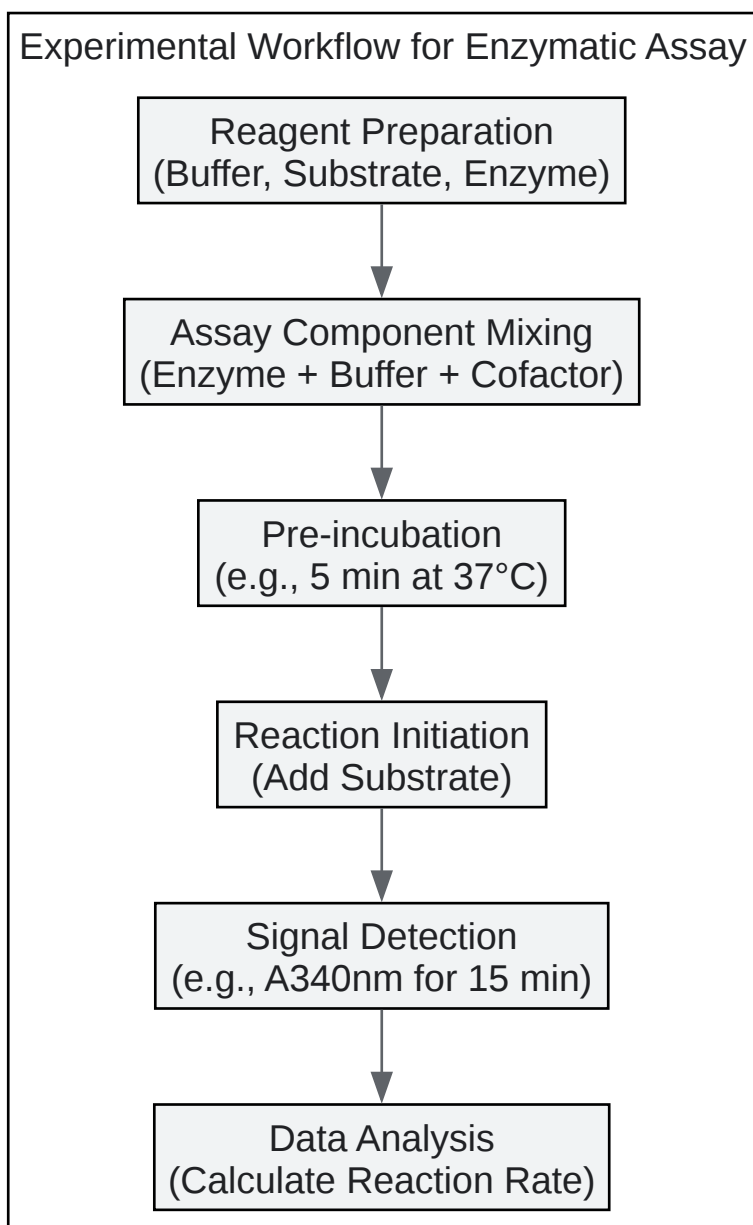 Experimental Workflow for Enzymatic Assay
Reagent Preparation
(Buffer, Substrate, Enzyme)
Assay Component Mixing
(Enzyme + Buffer + Cofactor)
Pre-incubation
(e.g., 5 min at 37°C)
Reaction Initiation
(Add Substrate)
Signal Detection
(e.g., A340nm for 15 min)
Data Analysis
(Calculate Reaction Rate)